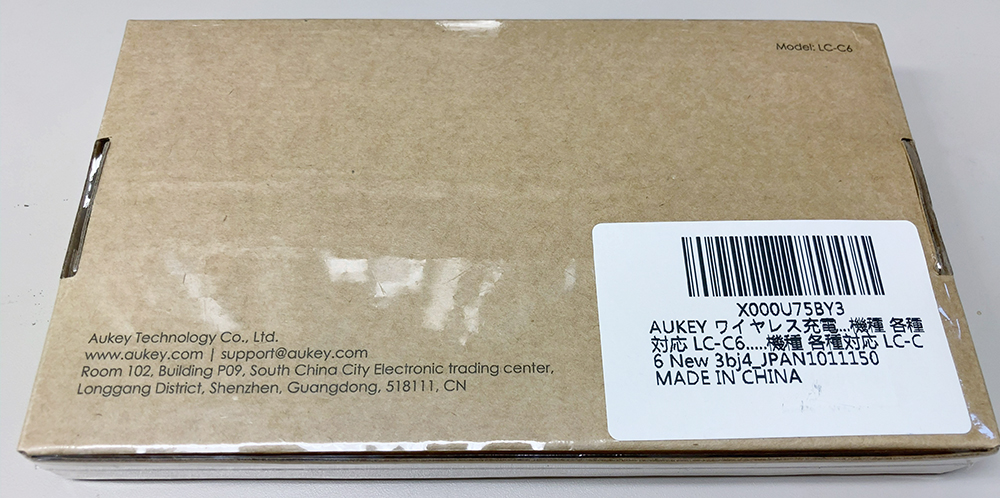 Model: LC-C6
Aukey Technology Co., Ltd.
www.aukey.com | support@aukey.com
Room 102, Building P09, South China City Electronic trading center,
Longgang District, Shenzhen, Guangdong, 518111, CN
X000U75BY3
AUKEY ワイヤレス充電...機種 各種
対応 LC-C6.....機種 各種対応 LC-C
6 New 3bj4_JPAN1011150
MADE IN CHINA